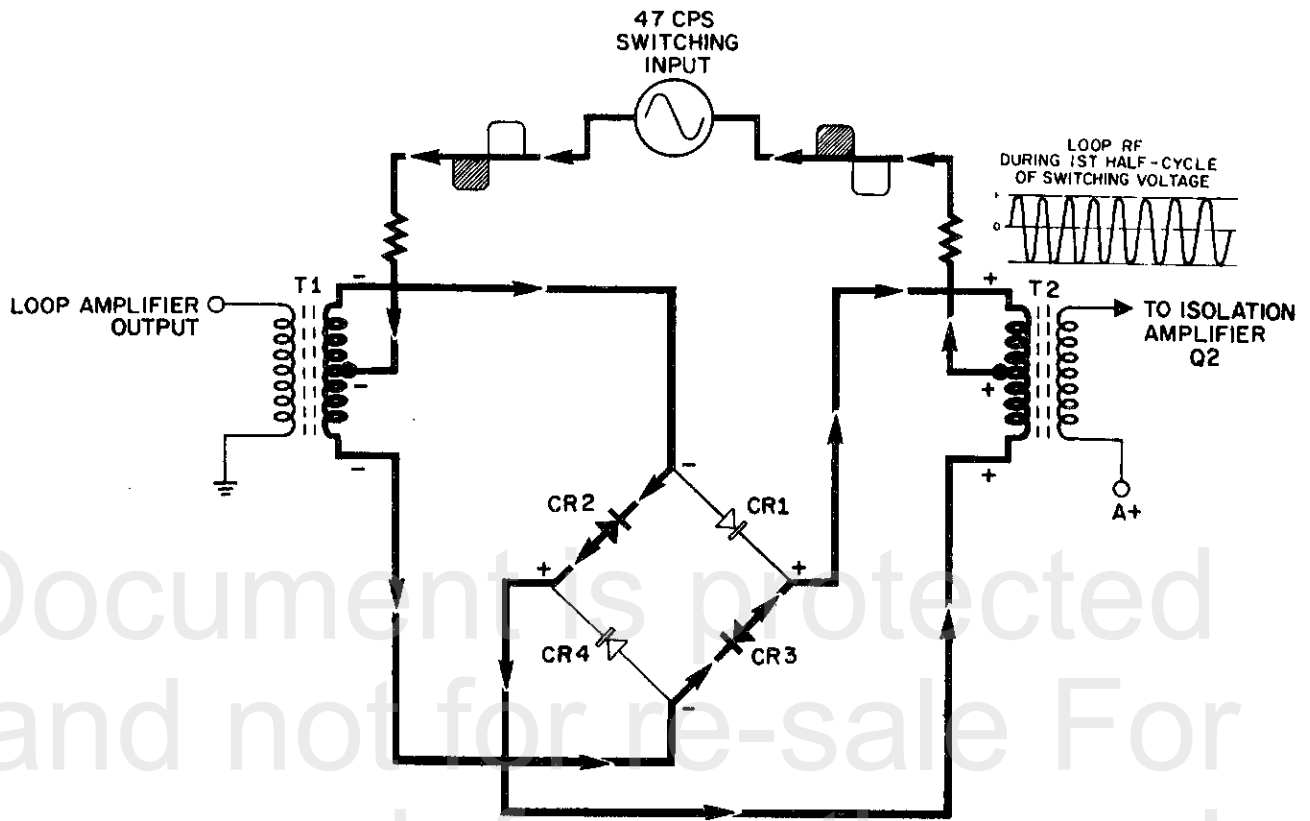 47 CPS
SWITCHING
INPUT
LOOP RF
DURING 1ST HALF-CYCLE
OF SWITCHING VOLTAGE
+
0
-
T1
-
LOOP AMPLIFIER
OUTPUT
-
-
+
T2
TO ISOLATION
AMPLIFIER
Q2
+
+
A+
-
CR2
CR1
+
+
CR4
CR3
-
Document is protected
and not for re-sale For